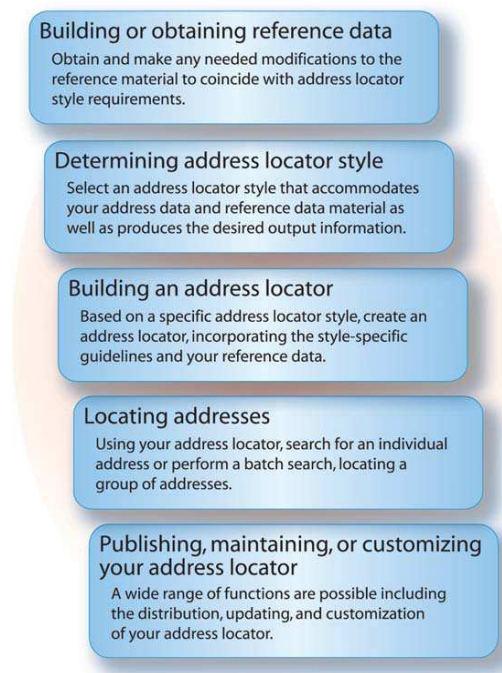 Building or obtaining reference data
Obtain and make any needed modifications to the
reference material to coincide with address locator
style requirements.
Determining address locator style
Select an address locator style that accommodates
your address data and reference data material as
well as produces the desired output information.
Building an address locator
Based on a specific address locator style, create an
address locator, incorporating the style-specific
guidelines and your reference data.
Locating addresses
Using your address locator, search for an individual
address or perform a batch search, locating a
group of addresses.
Publishing, maintaining, or customizing
your address locator
A wide range of functions are possible including
the distribution, updating, and customization
of your address locator.